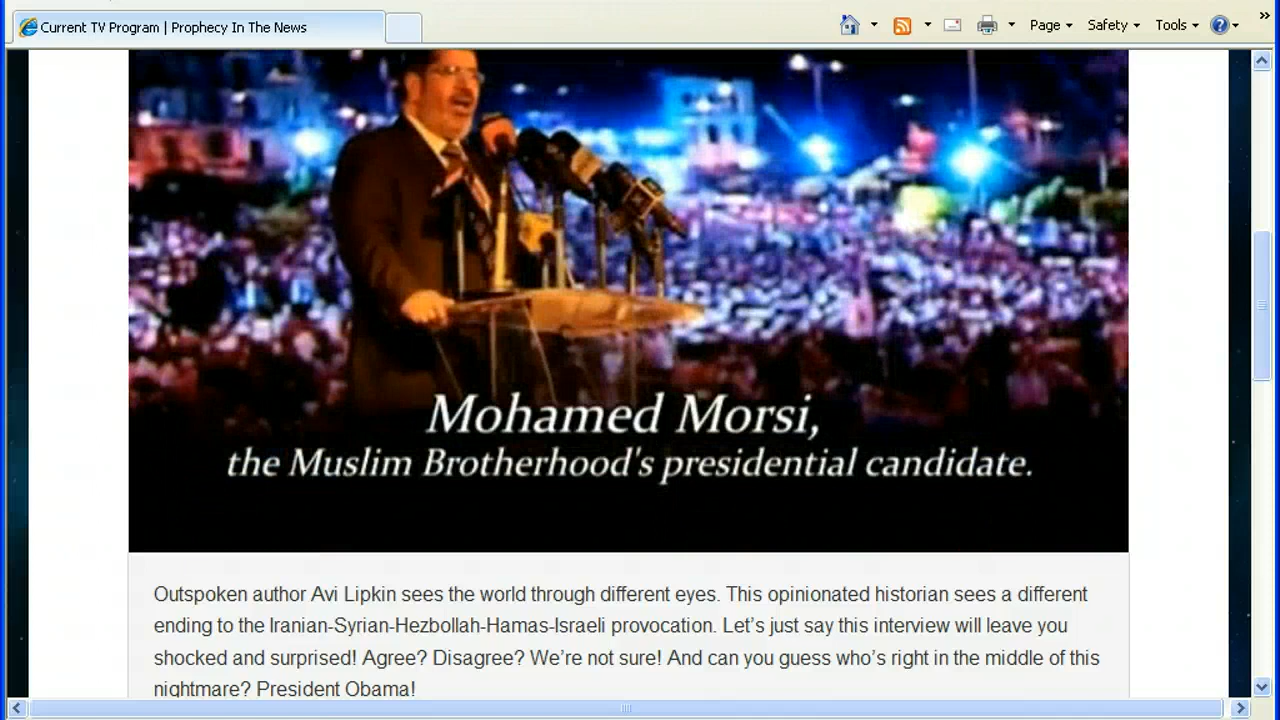 Current TV Program | Prophecy In The News
Page Safety Tools
Mohamed Morsi,
the Muslim Brotherhood's presidential candidate.
Outspoken author Avi Lipkin sees the world through different eyes. This opinionated historian sees a different
ending to the Iranian-Syrian-Hezbollah-Hamas-Israeli provocation. Let’s just say this interview will leave you
shocked and surprised! Agree? Disagree? We’re not sure! And can you guess who’s right in the middle of this
nightmare? President Obama!